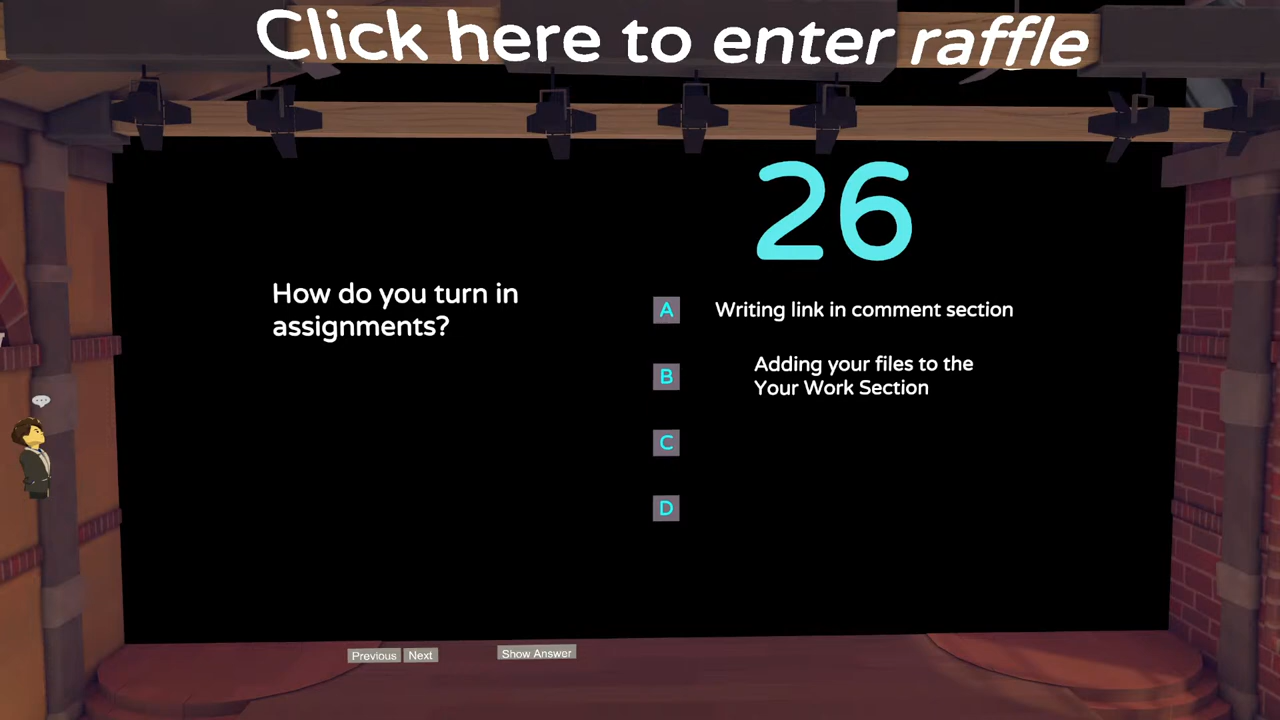 Click here to enter raffle
26
How do you turn in
assignments?
A Writing link in comment section
B Adding your files to the
Your Work Section
C
D
Previous Next Show Answer